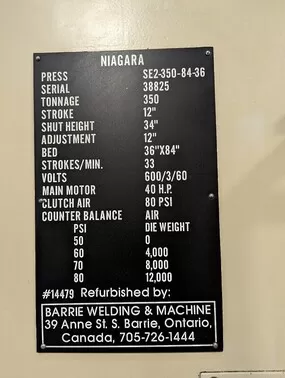 NIAGARA
PRESS SE2-350-84-36
SERIAL 38825
TONNAGE 350
STROKE 12"
SHUT HEIGHT 34"
ADJUSTMENT 12"
BED 36"X84"
STROKES/MIN. 33
VOLTS 600/3/60
MAIN MOTOR 40 H.P.
CLUTCH AIR 80 PSI
COUNTER BALANCE AIR
PSI DIE WEIGHT
50 0
60 4,000
70 8,000
80 12,000
#14479 Refurbished by:
BARRIE WELDING & MACHINE
39 Anne St. S. Barrie, Ontario,
Canada, 705-726-1444